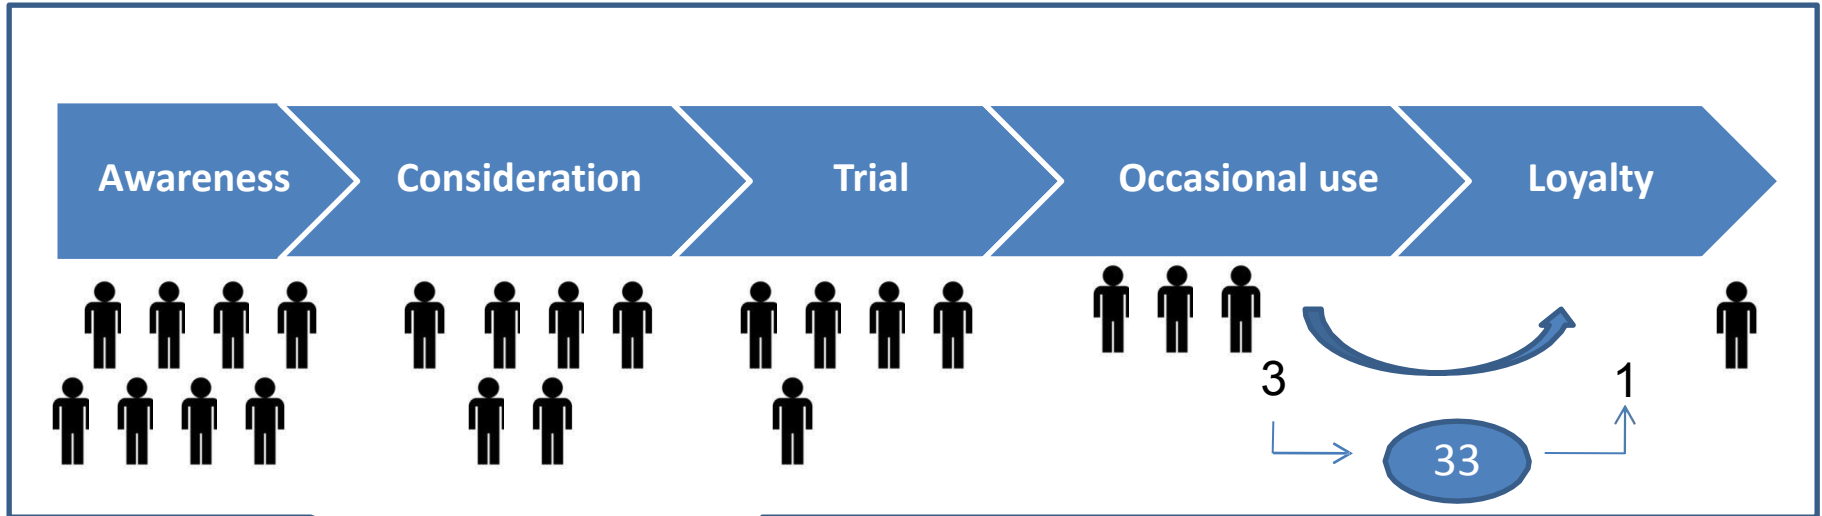 Awareness
Consideration
Trial
Occasional use
Loyalty
3
1
33